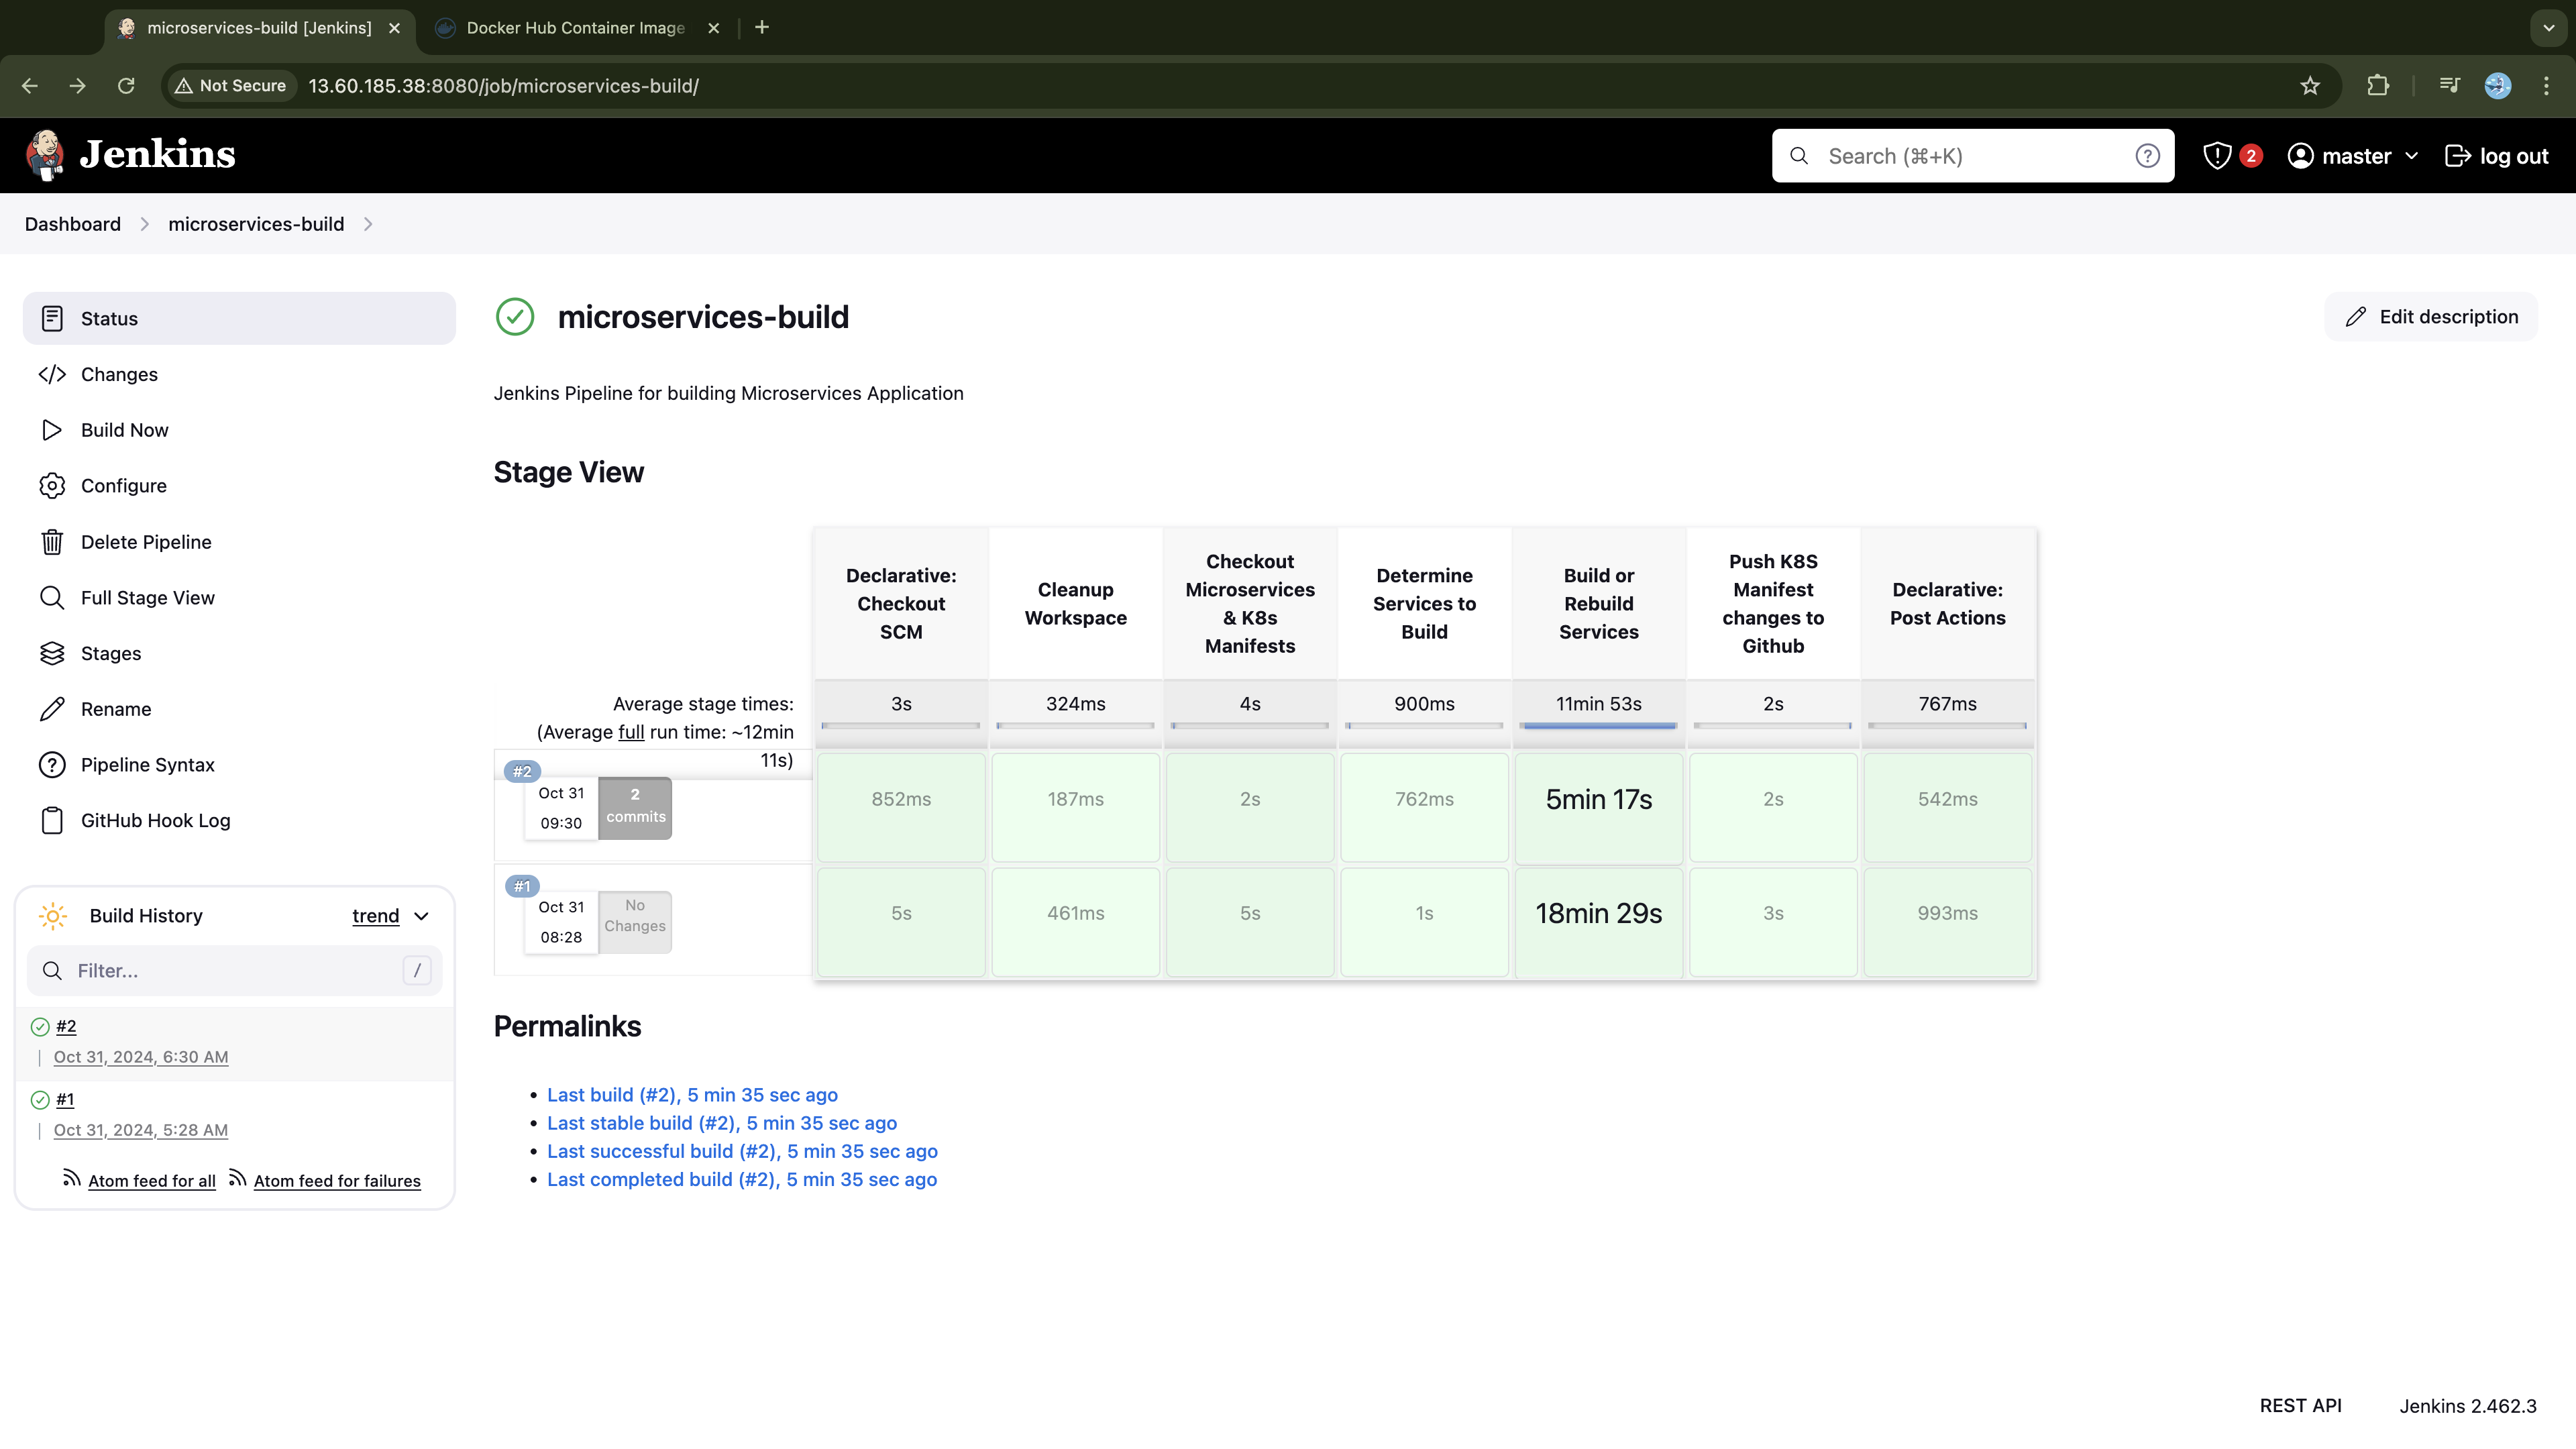 microservices-build [Jenkins]
Docker Hub Container Image
Not Secure
13.60.185.38:8080/job/microservices-build/
Jenkins
Search (⌘+K)
2
master
log out
Dashboard
microservices-build
Status
Changes
Build Now
Configure
Delete Pipeline
Full Stage View
Stages
Rename
Pipeline Syntax
GitHub Hook Log
Build History
trend
Filter...
/
#2
Oct 31, 2024, 6:30 AM
#1
Oct 31, 2024, 5:28 AM
Atom feed for all
Atom feed for failures
microservices-build
Edit description
Jenkins Pipeline for building Microservices Application
Stage View
Declarative:
Checkout
SCM
Cleanup
Workspace
Checkout
Microservices
& K8s
Manifests
Determine
Services to
Build
Build or
Rebuild
Services
Push K8S
Manifest
changes to
Github
Declarative:
Post Actions
Average stage times:
(Average full run time: ~12min
11s)
3s
324ms
4s
900ms
11min 53s
2s
767ms
#2
Oct 31
09:30
2
commits
852ms
187ms
2s
762ms
5min 17s
2s
542ms
#1
Oct 31
08:28
No
Changes
5s
461ms
5s
1s
18min 29s
3s
993ms
Permalinks
Last build (#2), 5 min 35 sec ago
Last stable build (#2), 5 min 35 sec ago
Last successful build (#2), 5 min 35 sec ago
Last completed build (#2), 5 min 35 sec ago
REST API
Jenkins 2.462.3